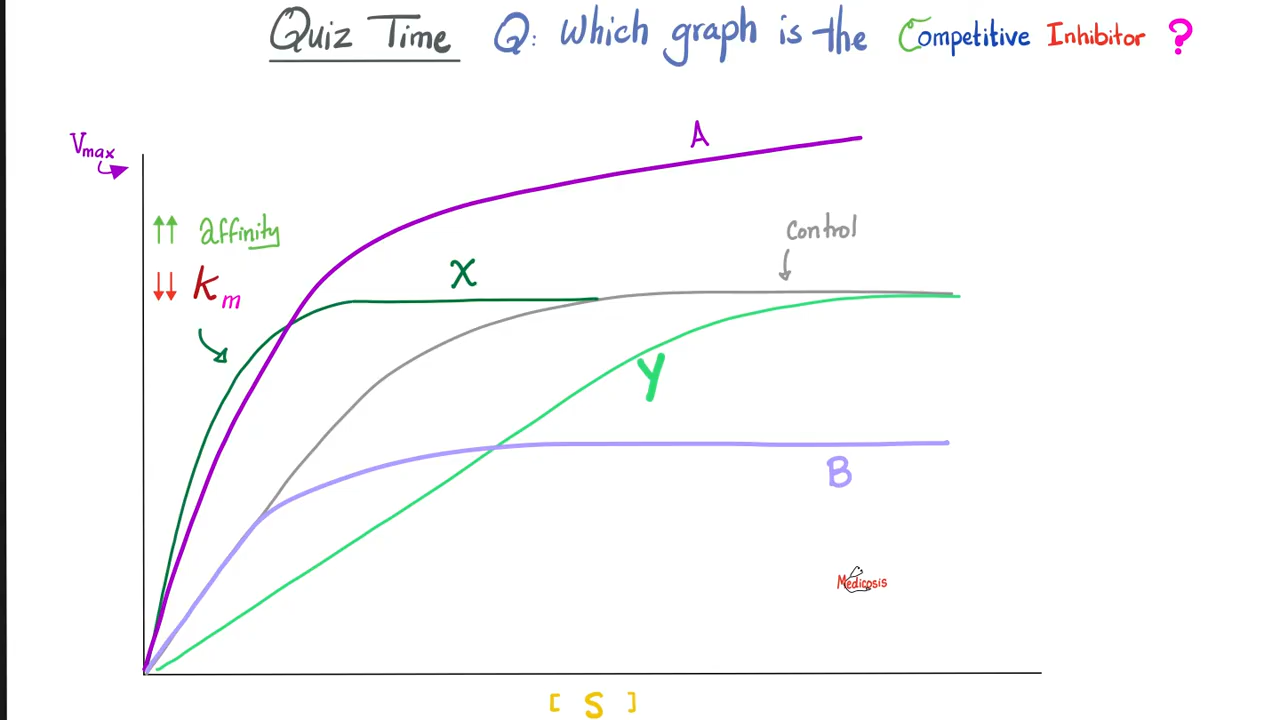 Quiz Time Q: Which graph is the Competitive Inhibitor ?
A
Vmax
Control
↑↑ affinity
X
↓↓ Km
Y
B
Medicosis
[ S ]